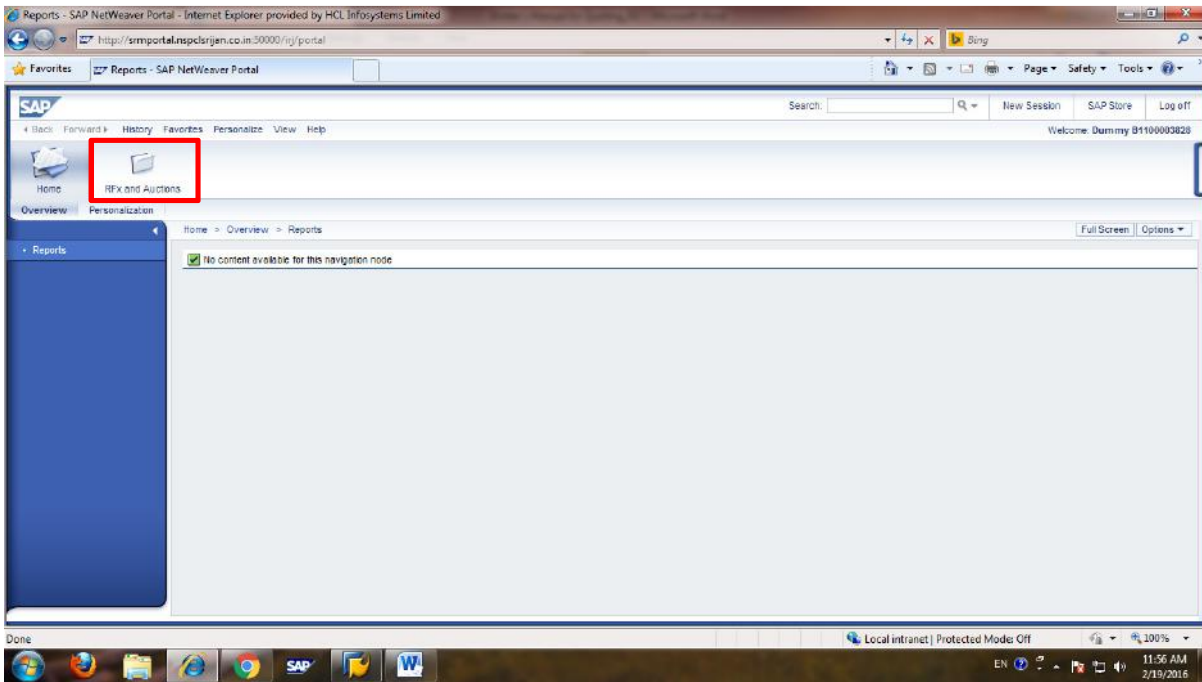 Reports - SAP NetWeaver Portal - Internet Explorer provided by HCL Infosystems Limited
http://srmportal.nspclsrijan.co.in:50000/irj/portal
Bing
Favorites
Reports - SAP NetWeaver Portal
Page Safety Tools
SAP
Search:
New Session SAP Store Log off
Back Forward History Favorites Personalize View Help
Welcome: Dummy B1100003828
Home RFx and Auctions
Overview Personalization
Home > Overview > Reports
Full Screen Options
• Reports
No content available for this navigation node
Done
Local intranet | Protected Mode: Off
100%
SAP
W
EN
11:56 AM
2/19/2016